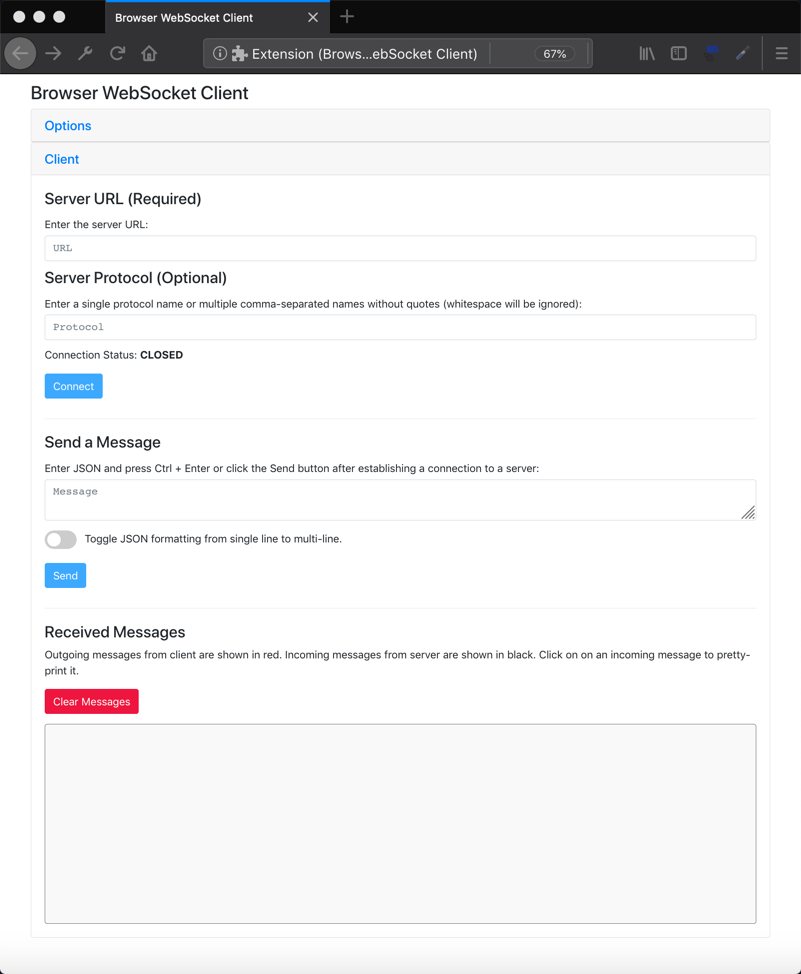 Browser WebSocket Client
Extension (Brows...ebSocket Client)
67%
Browser WebSocket Client
Options
Client
Server URL (Required)
Enter the server URL:
URL
Server Protocol (Optional)
Enter a single protocol name or multiple comma-separated names without quotes (whitespace will be ignored):
Protocol
Connection Status: CLOSED
Connect
Send a Message
Enter JSON and press Ctrl + Enter or click the Send button after establishing a connection to a server:
Message
Toggle JSON formatting from single line to multi-line.
Send
Received Messages
Outgoing messages from client are shown in red. Incoming messages from server are shown in black. Click on on an incoming message to pretty-
print it.
Clear Messages